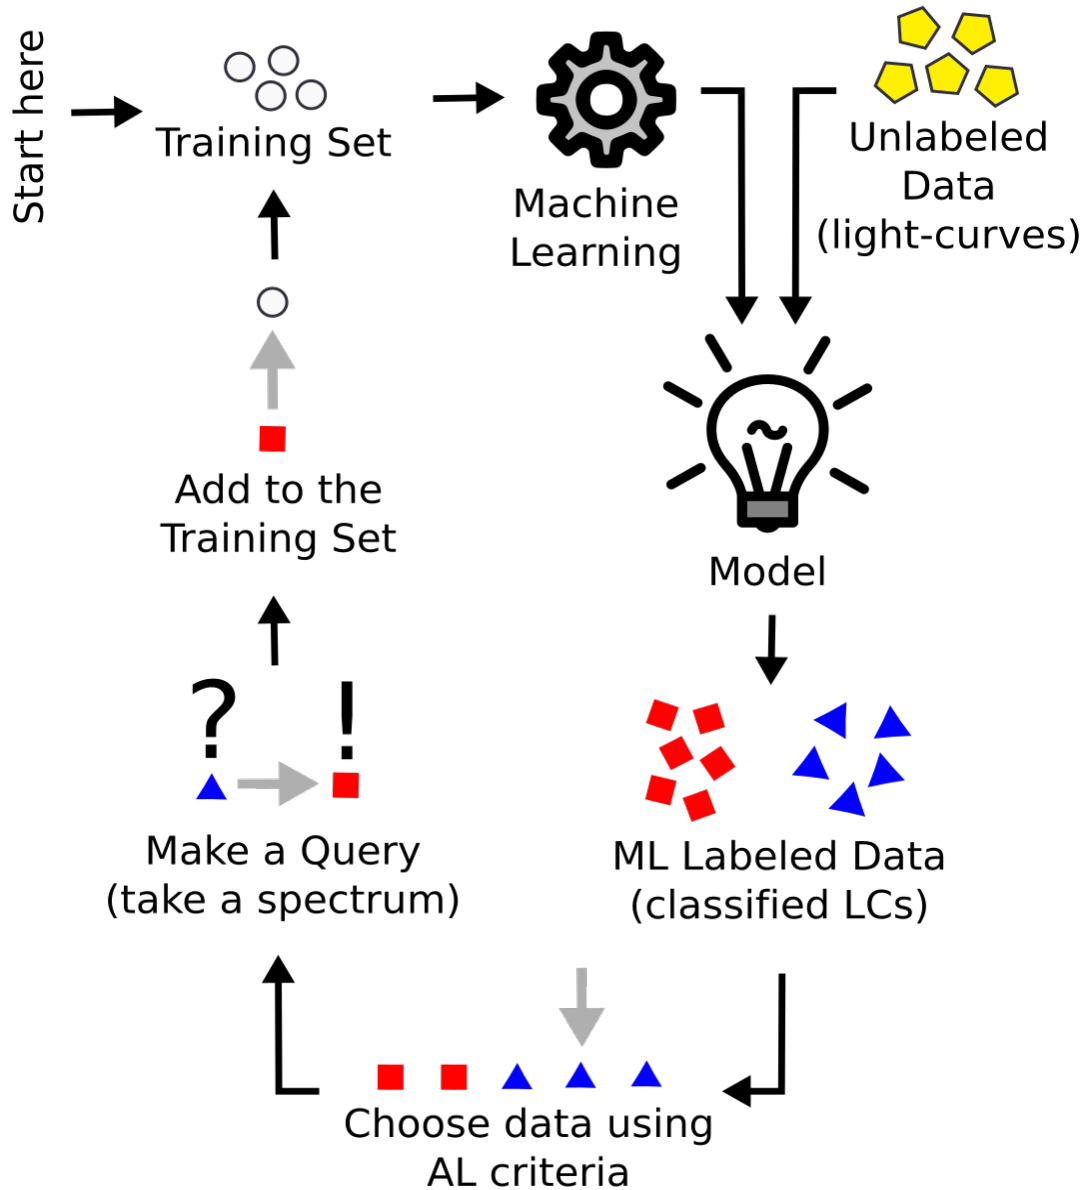 Start here
Training Set
Machine
Learning
Unlabeled
Data
(light-curves)
Model
ML Labeled Data
(classified LCs)
Choose data using
AL criteria
? !
Make a Query
(take a spectrum)
Add to the
Training Set